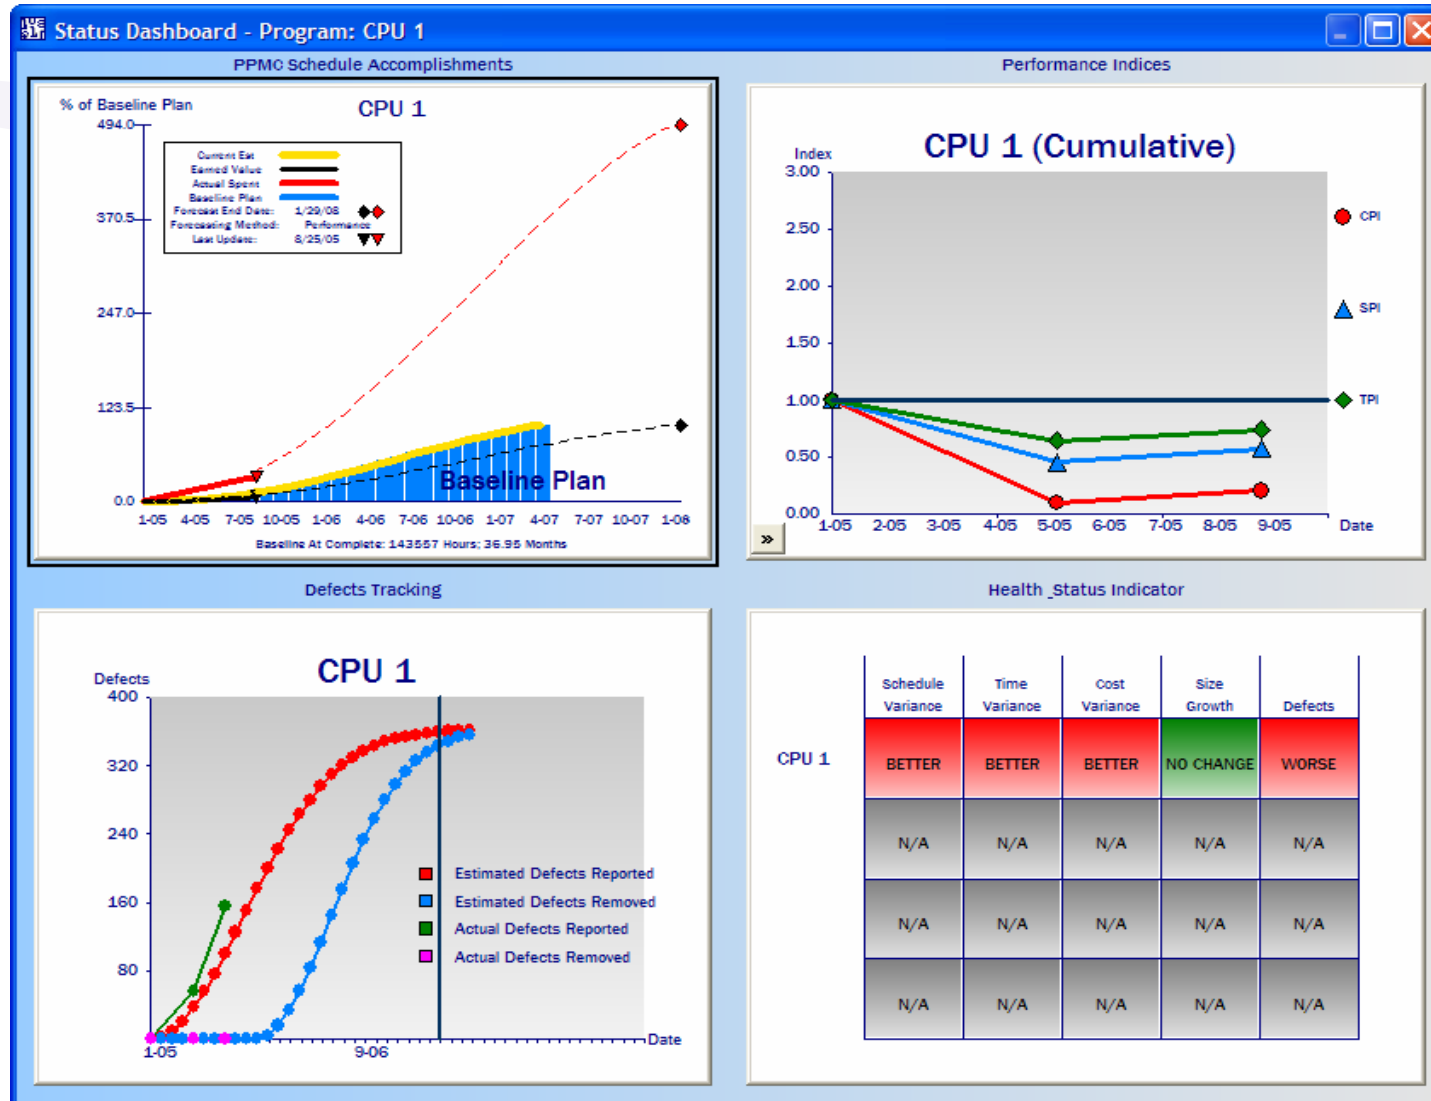 Status Dashboard - Program: CPU 1
PPMC Schedule Accomplishments
% of Baseline Plan
CPU 1
494.0
370.5
247.0
123.5
0.0
Current Est
Earned Value
Actual Spent
Baseline Plan
Forecast End Date: 1/29/08
Forecasting Method: Performance
Last Update: 8/25/05
Baseline Plan
1-05 4-05 7-05 10-05 1-06 4-06 7-06 10-06 1-07 4-07 7-07 10-07 1-08
Baseline At Complete: 143557 Hours; 36.95 Months
Performance Indices
CPU 1 (Cumulative)
Index
3.00
2.50
2.00
1.50
1.00
0.50
0.00
CPI
SPI
TPI
1-05 2-05 3-05 4-05 5-05 6-05 7-05 8-05 9-05 Date
»
Defects Tracking
CPU 1
Defects
400
320
240
160
80
Estimated Defects Reported
Estimated Defects Removed
Actual Defects Reported
Actual Defects Removed
1-05 9-06 Date
Health _Status Indicator
Schedule Variance
Time Variance
Cost Variance
Size Growth
Defects
CPU 1 BETTER BETTER BETTER NO CHANGE WORSE
N/A N/A N/A N/A N/A
N/A N/A N/A N/A N/A
N/A N/A N/A N/A N/A